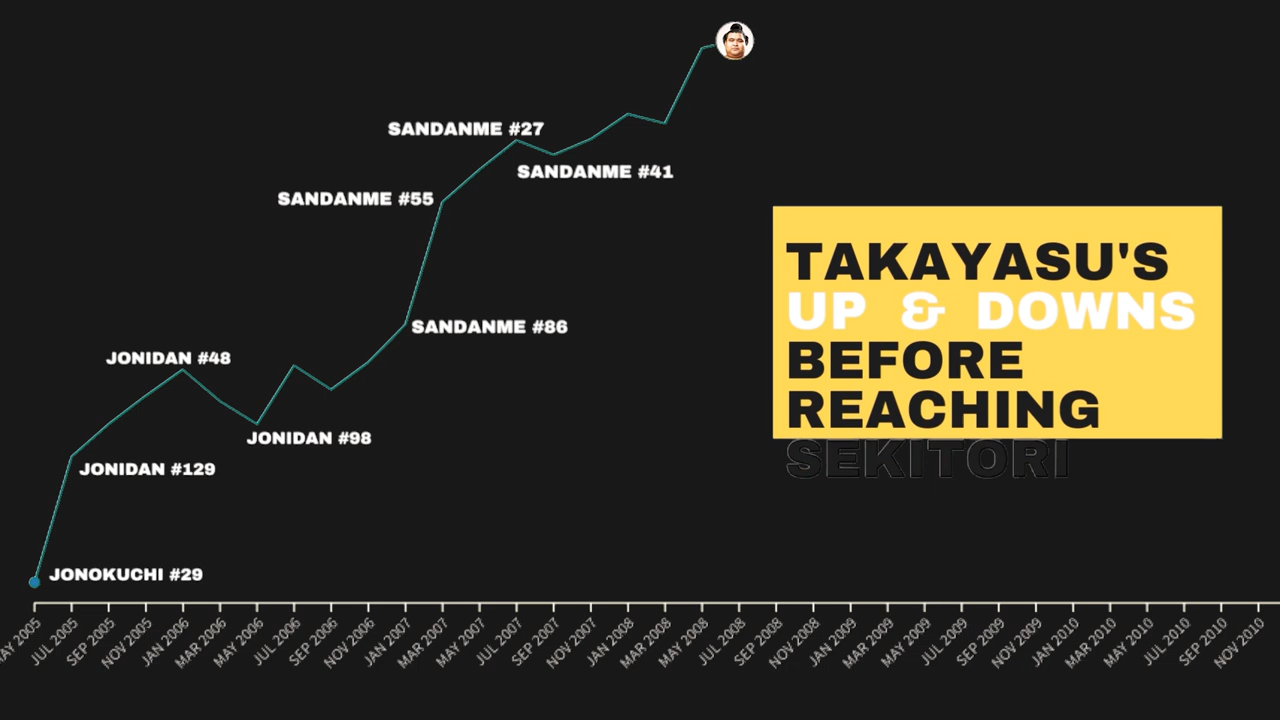 SANDANME #27
SANDANME #41
SANDANME #55
TAKAYASU'S
UP & DOWNS
BEFORE
REACHING
SEKITORI
SANDANME #86
JONIDAN #48
JONIDAN #98
JONIDAN #129
JONOKUCHI #29
MAY 2005
JUL 2005
SEP 2005
NOV 2005
JAN 2006
MAR 2006
MAY 2006
JUL 2006
SEP 2006
NOV 2006
JAN 2007
MAR 2007
MAY 2007
JUL 2007
SEP 2007
NOV 2007
JAN 2008
MAR 2008
MAY 2008
JUL 2008
SEP 2008
NOV 2008
JAN 2009
MAR 2009
MAY 2009
JUL 2009
SEP 2009
NOV 2009
JAN 2010
MAR 2010
MAY 2010
JUL 2010
SEP 2010
NOV 2010